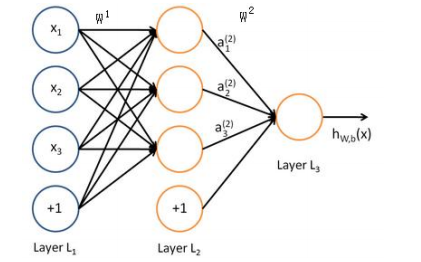 W¹ W²
x₁
a₁⁽²⁾
x₂
a₂⁽²⁾
x₃
a₃⁽²⁾
h_W,b(x)
+1 +1
Layer L₃
Layer L₁ Layer L₂